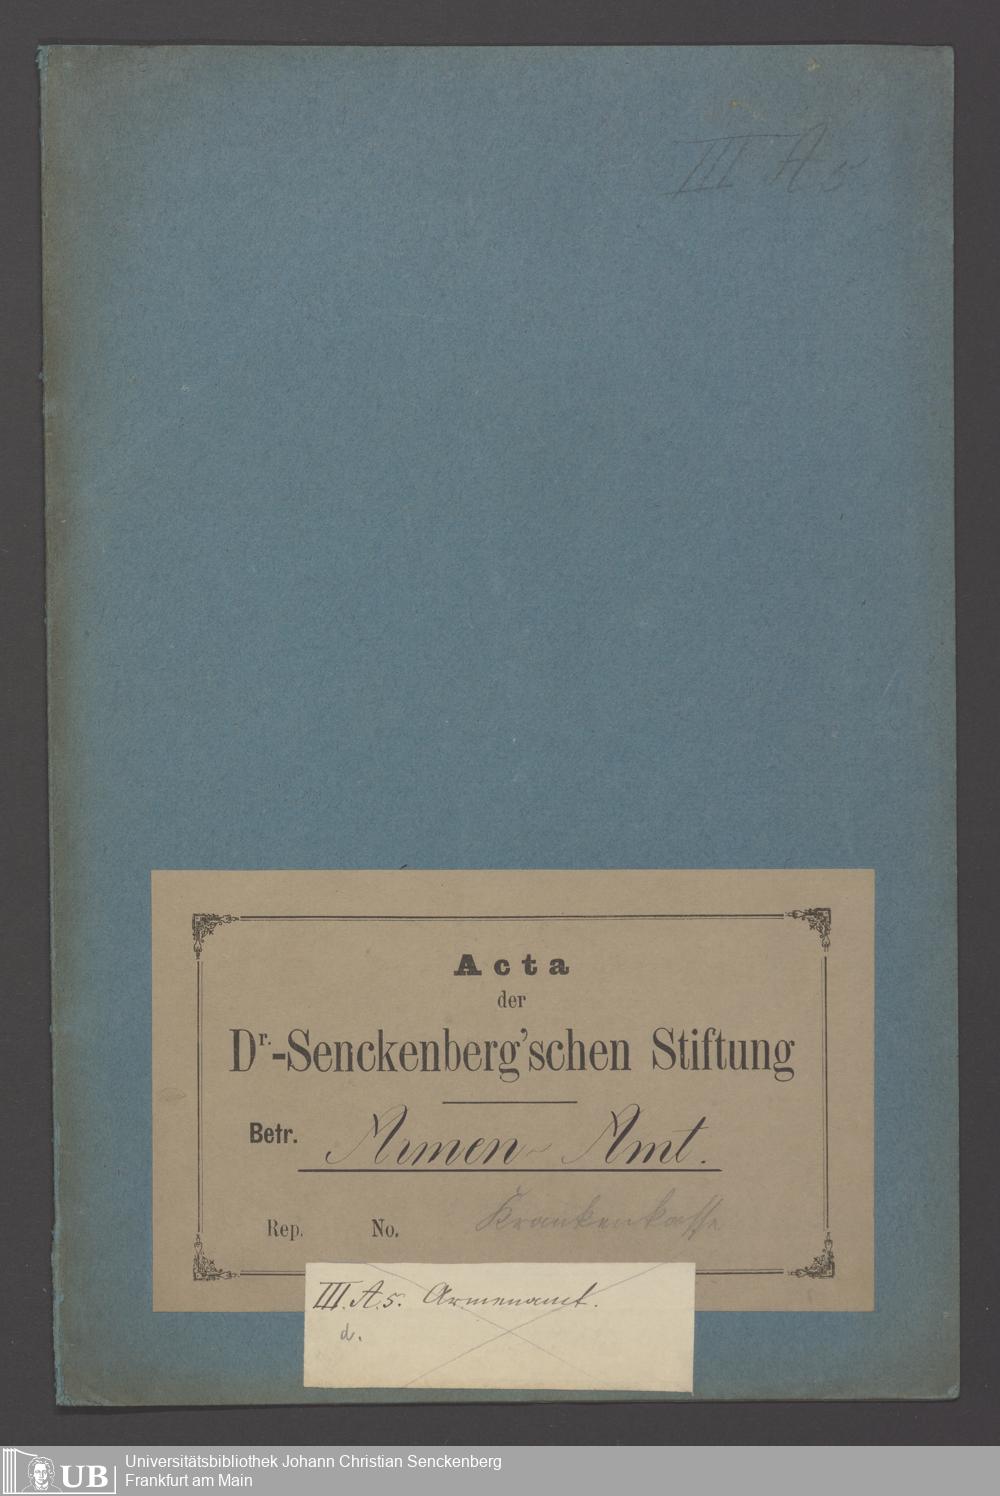 III A 5
Acta
der
Dr.-Senckenberg'schen Stiftung
Betr. Armen-Amt.
Krankenkasse
Rep. No.
III. A. 5. Armenamt.
d.
UB
Universitätsbibliothek Johann Christian Senckenberg
Frankfurt am Main